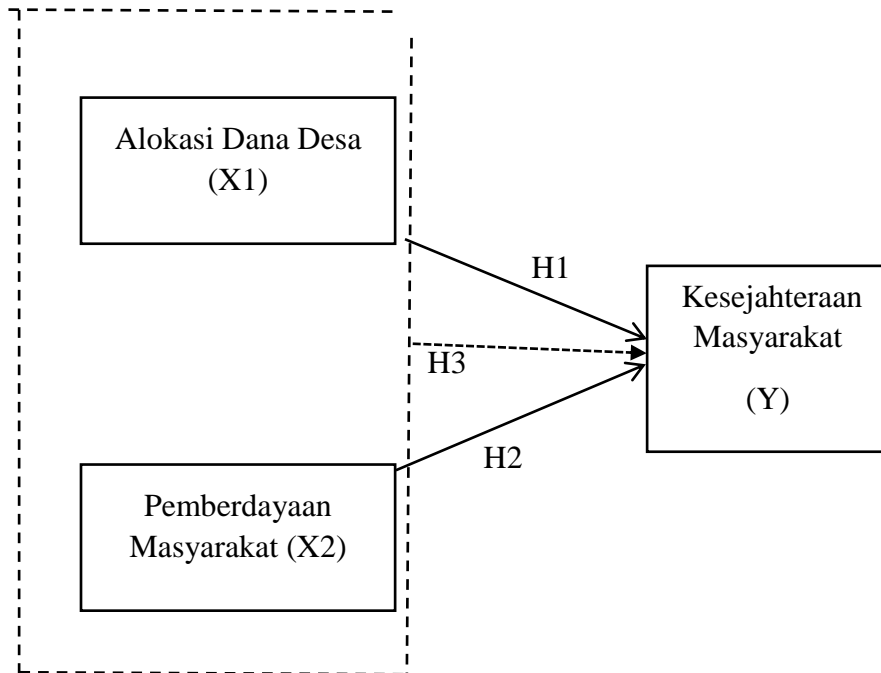 Alokasi Dana Desa
(X1)
H1
Kesejahteraan
Masyarakat
(Y)
H3
H2
Pemberdayaan
Masyarakat (X2)